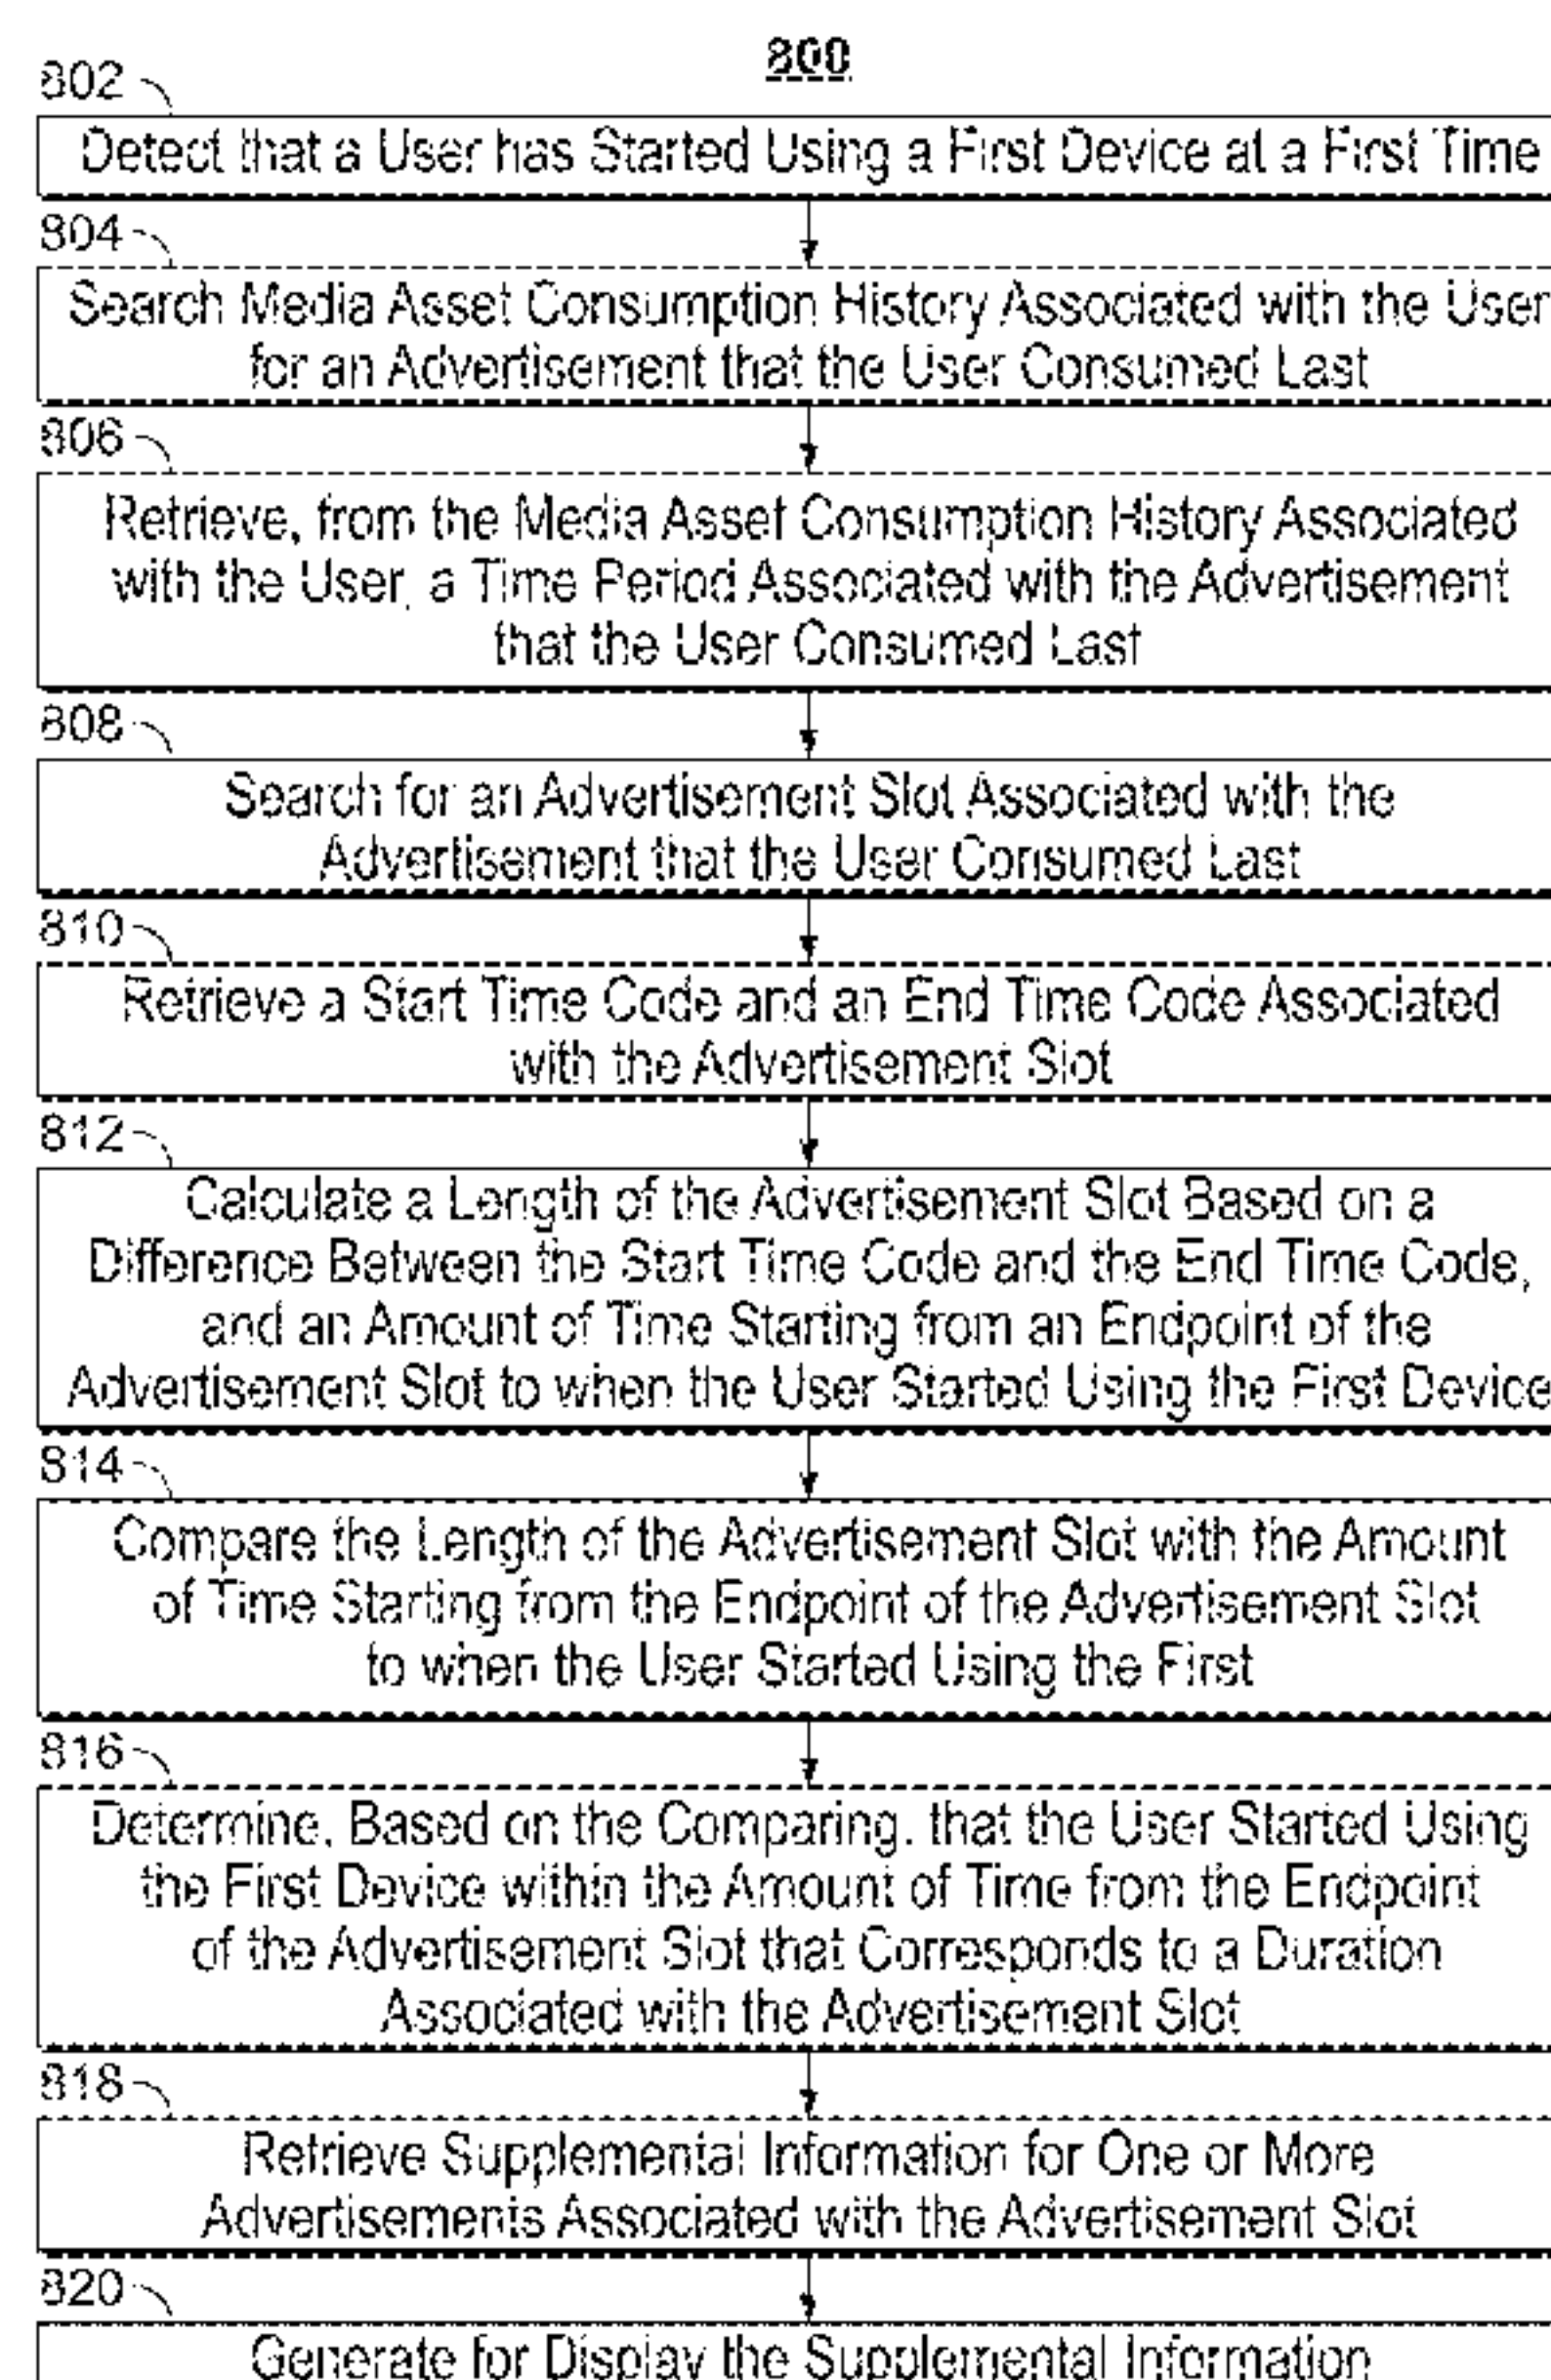 800
802
Detect that a User has Started Using a First Device at a First Time
804
Search Media Asset Consumption History Associated with the User
for an Advertisement that the User Consumed Last
806
Retrieve, from the Media Asset Consumption History Associated
with the User, a Time Period Associated with the Advertisement
that the User Consumed Last
808
Search for an Advertisement Slot Associated with the
Advertisement that the User Consumed Last
810
Retrieve a Start Time Code and an End Time Code Associated
with the Advertisement Slot
812
Calculate a Length of the Advertisement Slot Based on a
Difference Between the Start Time Code and the End Time Code,
and an Amount of Time Starting from an Endpoint of the
Advertisement Slot to when the User Started Using the First Device
814
Compare the Length of the Advertisement Slot with the Amount
of Time Starting from the Endpoint of the Advertisement Slot
to when the User Started Using the First
816
Determine, Based on the Comparing, that the User Started Using
the First Device within the Amount of Time from the Endpoint
of the Advertisement Slot that Corresponds to a Duration
Associated with the Advertisement Slot
818
Retrieve Supplemental Information for One or More
Advertisements Associated with the Advertisement Slot
820
Generate for Display the Supplemental Information